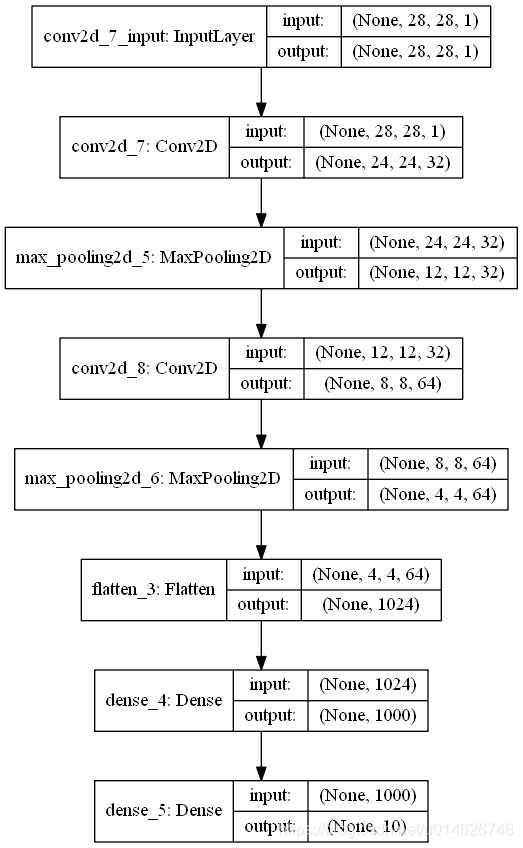 conv2d_7_input: InputLayer
input: (None, 28, 28, 1)
output: (None, 28, 28, 1)
conv2d_7: Conv2D
input: (None, 28, 28, 1)
output: (None, 24, 24, 32)
max_pooling2d_5: MaxPooling2D
input: (None, 24, 24, 32)
output: (None, 12, 12, 32)
conv2d_8: Conv2D
input: (None, 12, 12, 32)
output: (None, 8, 8, 64)
max_pooling2d_6: MaxPooling2D
input: (None, 8, 8, 64)
output: (None, 4, 4, 64)
flatten_3: Flatten
input: (None, 4, 4, 64)
output: (None, 1024)
dense_4: Dense
input: (None, 1024)
output: (None, 1000)
dense_5: Dense
input: (None, 1000)
output: (None, 10)